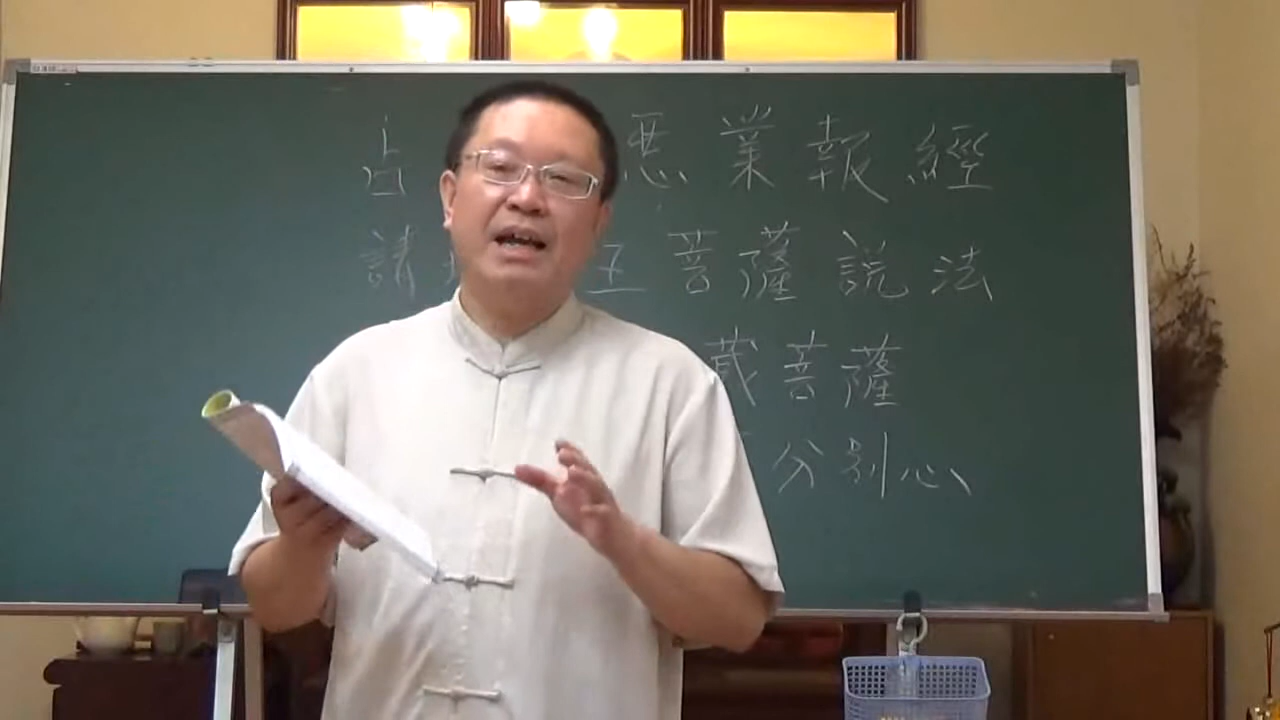 占 惡業報經
請 王菩薩說法
藏菩薩
分別心